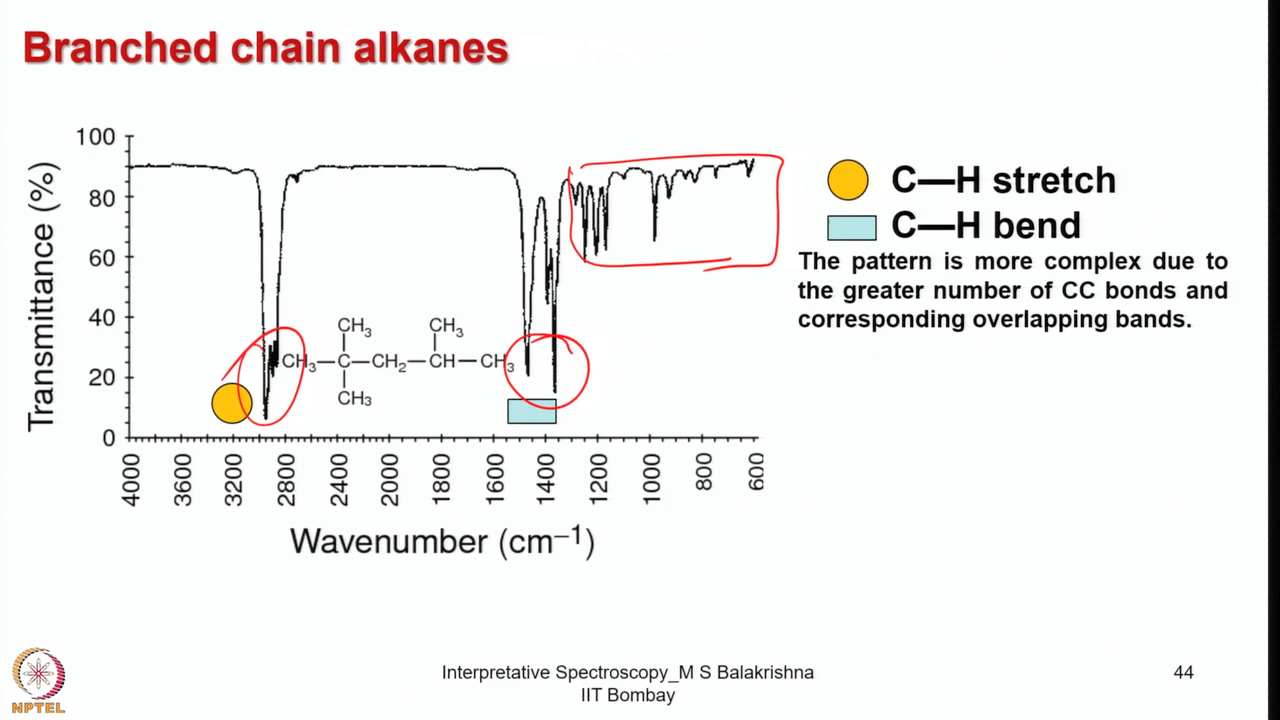 Branched chain alkanes
100
80
60
40
20
0
Transmittance (%)
CH₃ CH₃
CH₃—C—CH₂—CH—CH₃
CH₃
4000 3600 3200 2800 2400 2000 1600 1400 1200 1000 800 600
Wavenumber (cm⁻¹)
C—H stretch
C—H bend
The pattern is more complex due to
the greater number of CC bonds and
corresponding overlapping bands.
NPTEL
Interpretative Spectroscopy_M S Balakrishna
IIT Bombay
44